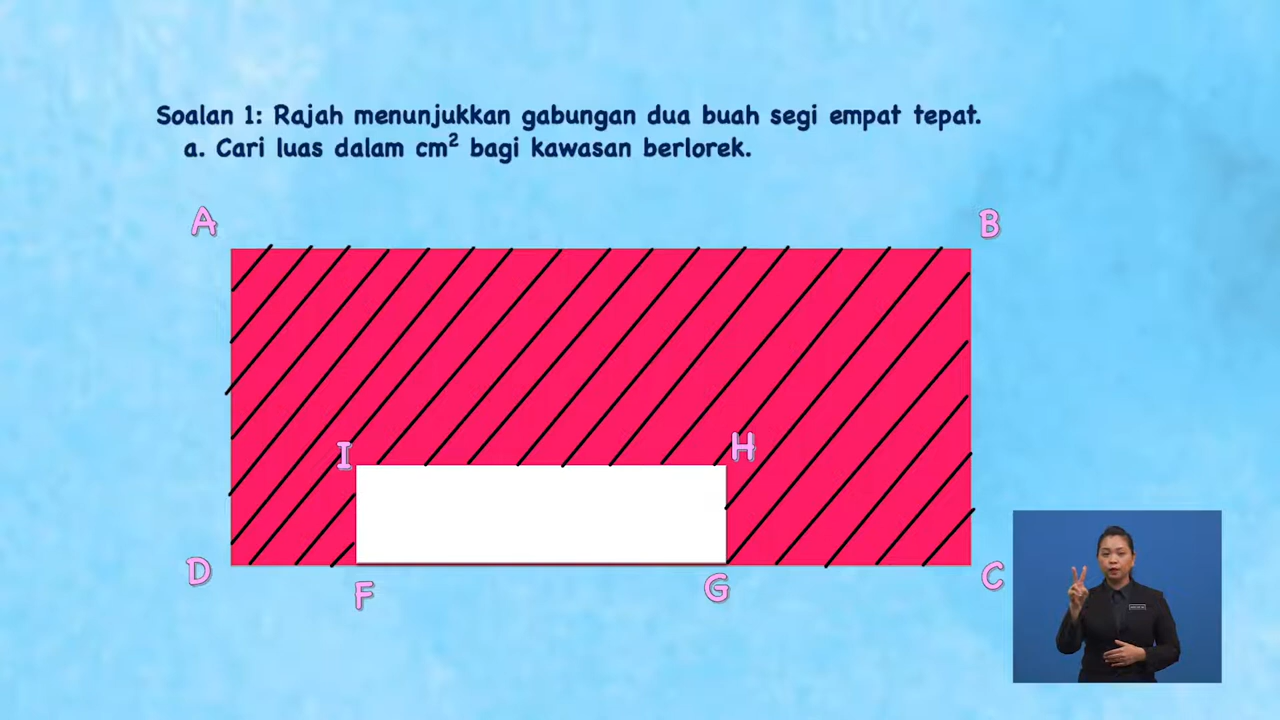 Soalan 1: Rajah menunjukkan gabungan dua buah segi empat tepat.
a. Cari luas dalam cm² bagi kawasan berlorek.
A
B
I
H
D
F
G
C